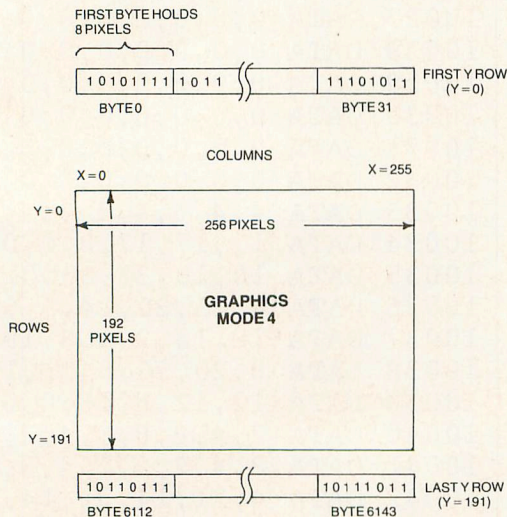 FIRST BYTE HOLDS
8 PIXELS
10101111 1011 11101011
FIRST Y ROW
(Y=0)
BYTE 0
BYTE 31
COLUMNS
X=0
X=255
Y=0
256 PIXELS
GRAPHICS
MODE 4
ROWS
192
PIXELS
Y=191
10110111 10111011
LAST Y ROW
(Y=191)
BYTE 6112
BYTE 6143